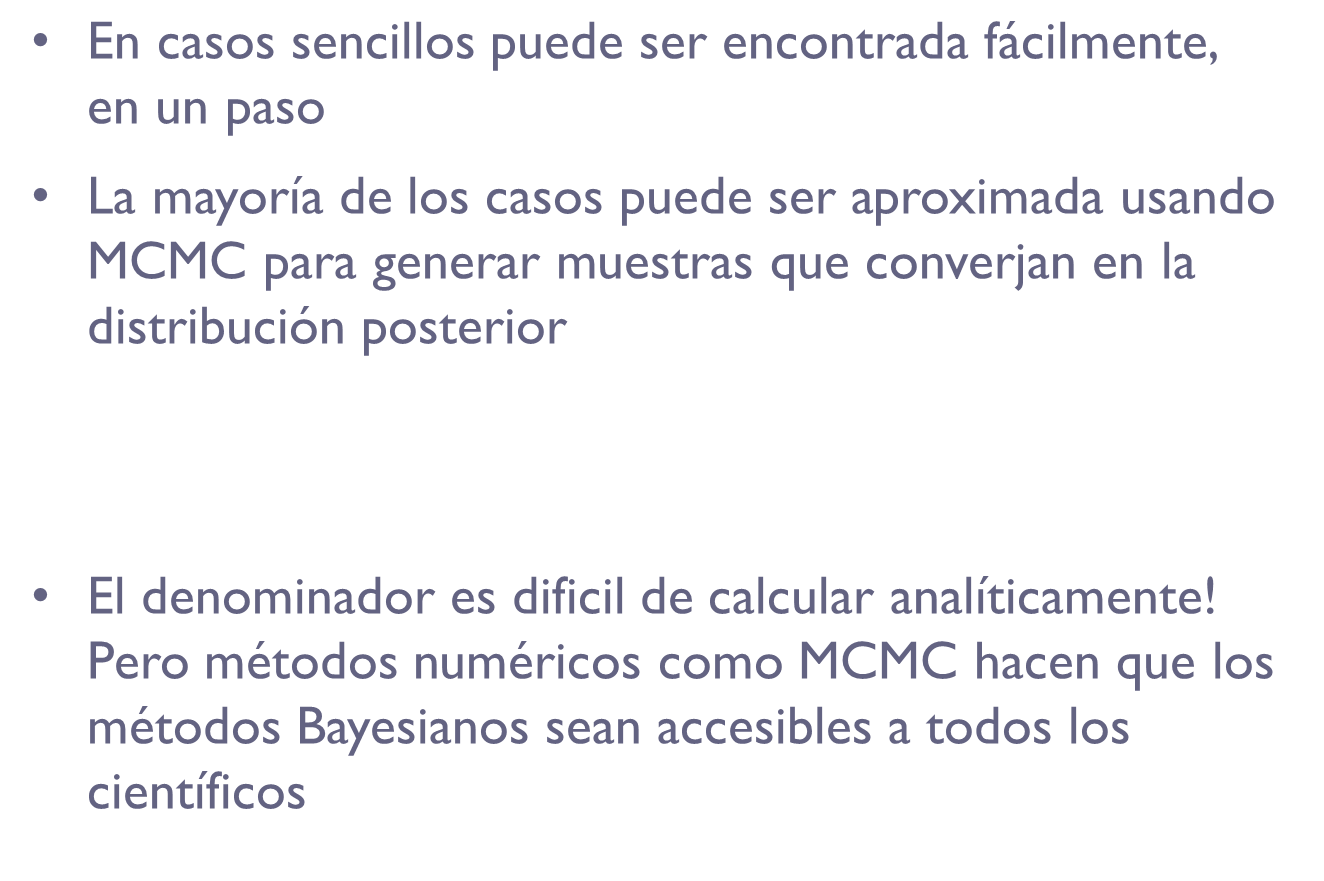 • En casos sencillos puede ser encontrada fácilmente,
en un paso
• La mayoría de los casos puede ser aproximada usando
MCMC para generar muestras que converjan en la
distribución posterior
• El denominador es dificil de calcular analíticamente!
Pero métodos numéricos como MCMC hacen que los
métodos Bayesianos sean accesibles a todos los
científicos